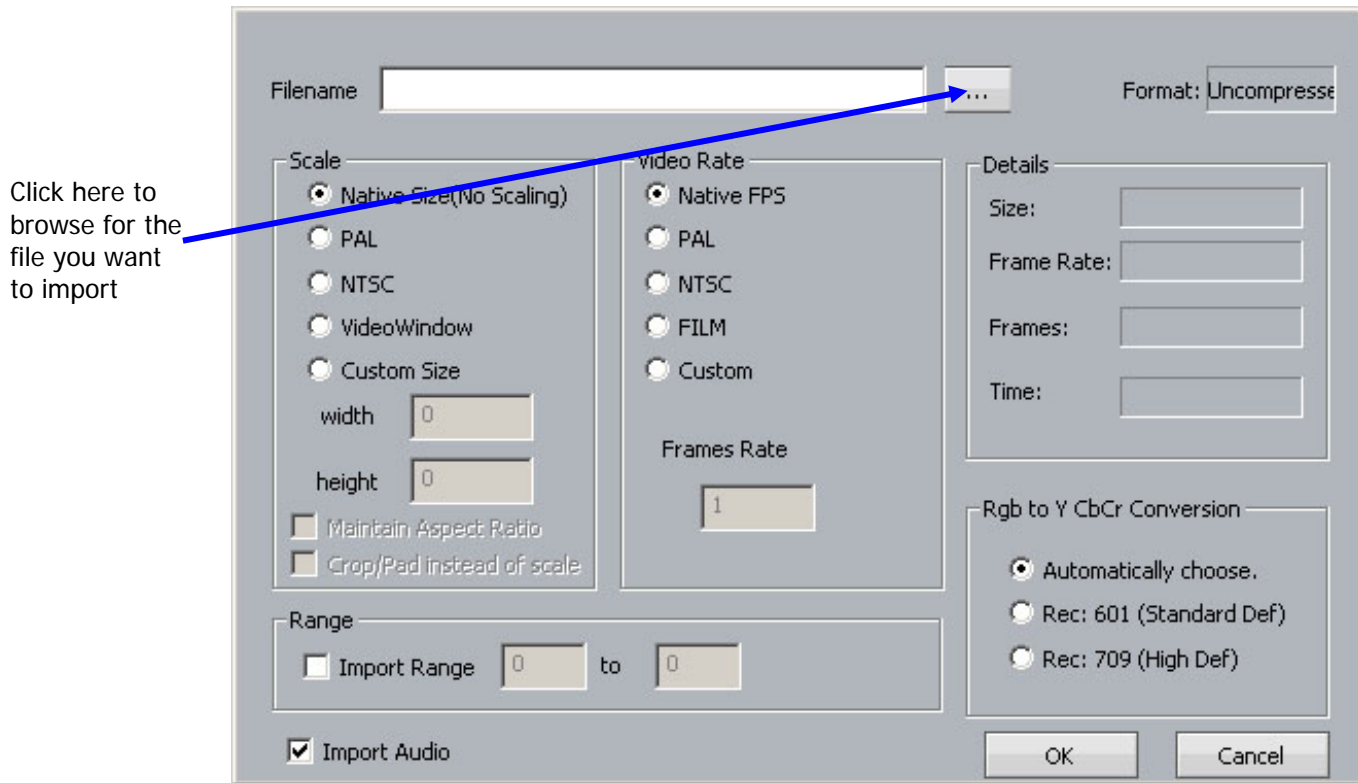 Filename
...
Format: Uncompresse
Click here to
browse for the
file you want
to import
Scale
Native Size(No Scaling)
PAL
NTSC
VideoWindow
Custom Size
width 0
height 0
Maintain Aspect Ratio
Crop/Pad instead of scale
Video Rate
Native FPS
PAL
NTSC
FILM
Custom
Frames Rate
1
Details
Size:
Frame Rate:
Frames:
Time:
Rgb to Y CbCr Conversion
Automatically choose.
Rec: 601 (Standard Def)
Rec: 709 (High Def)
Range
Import Range 0 to 0
Import Audio
OK
Cancel